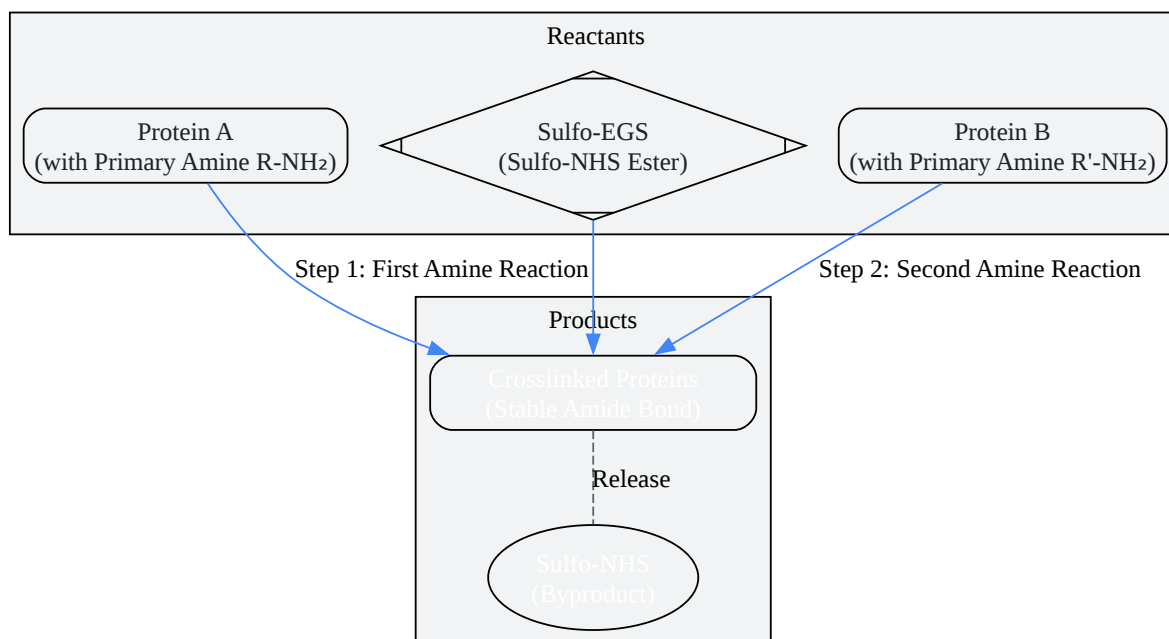 Reactants
Protein A
(with Primary Amine R-NH₂)
Sulfo-EGS
(Sulfo-NHS Ester)
Protein B
(with Primary Amine R'-NH₂)
Step 1: First Amine Reaction
Step 2: Second Amine Reaction
Products
Crosslinked Proteins
(Stable Amide Bond)
Release
Sulfo-NHS
(Byproduct)